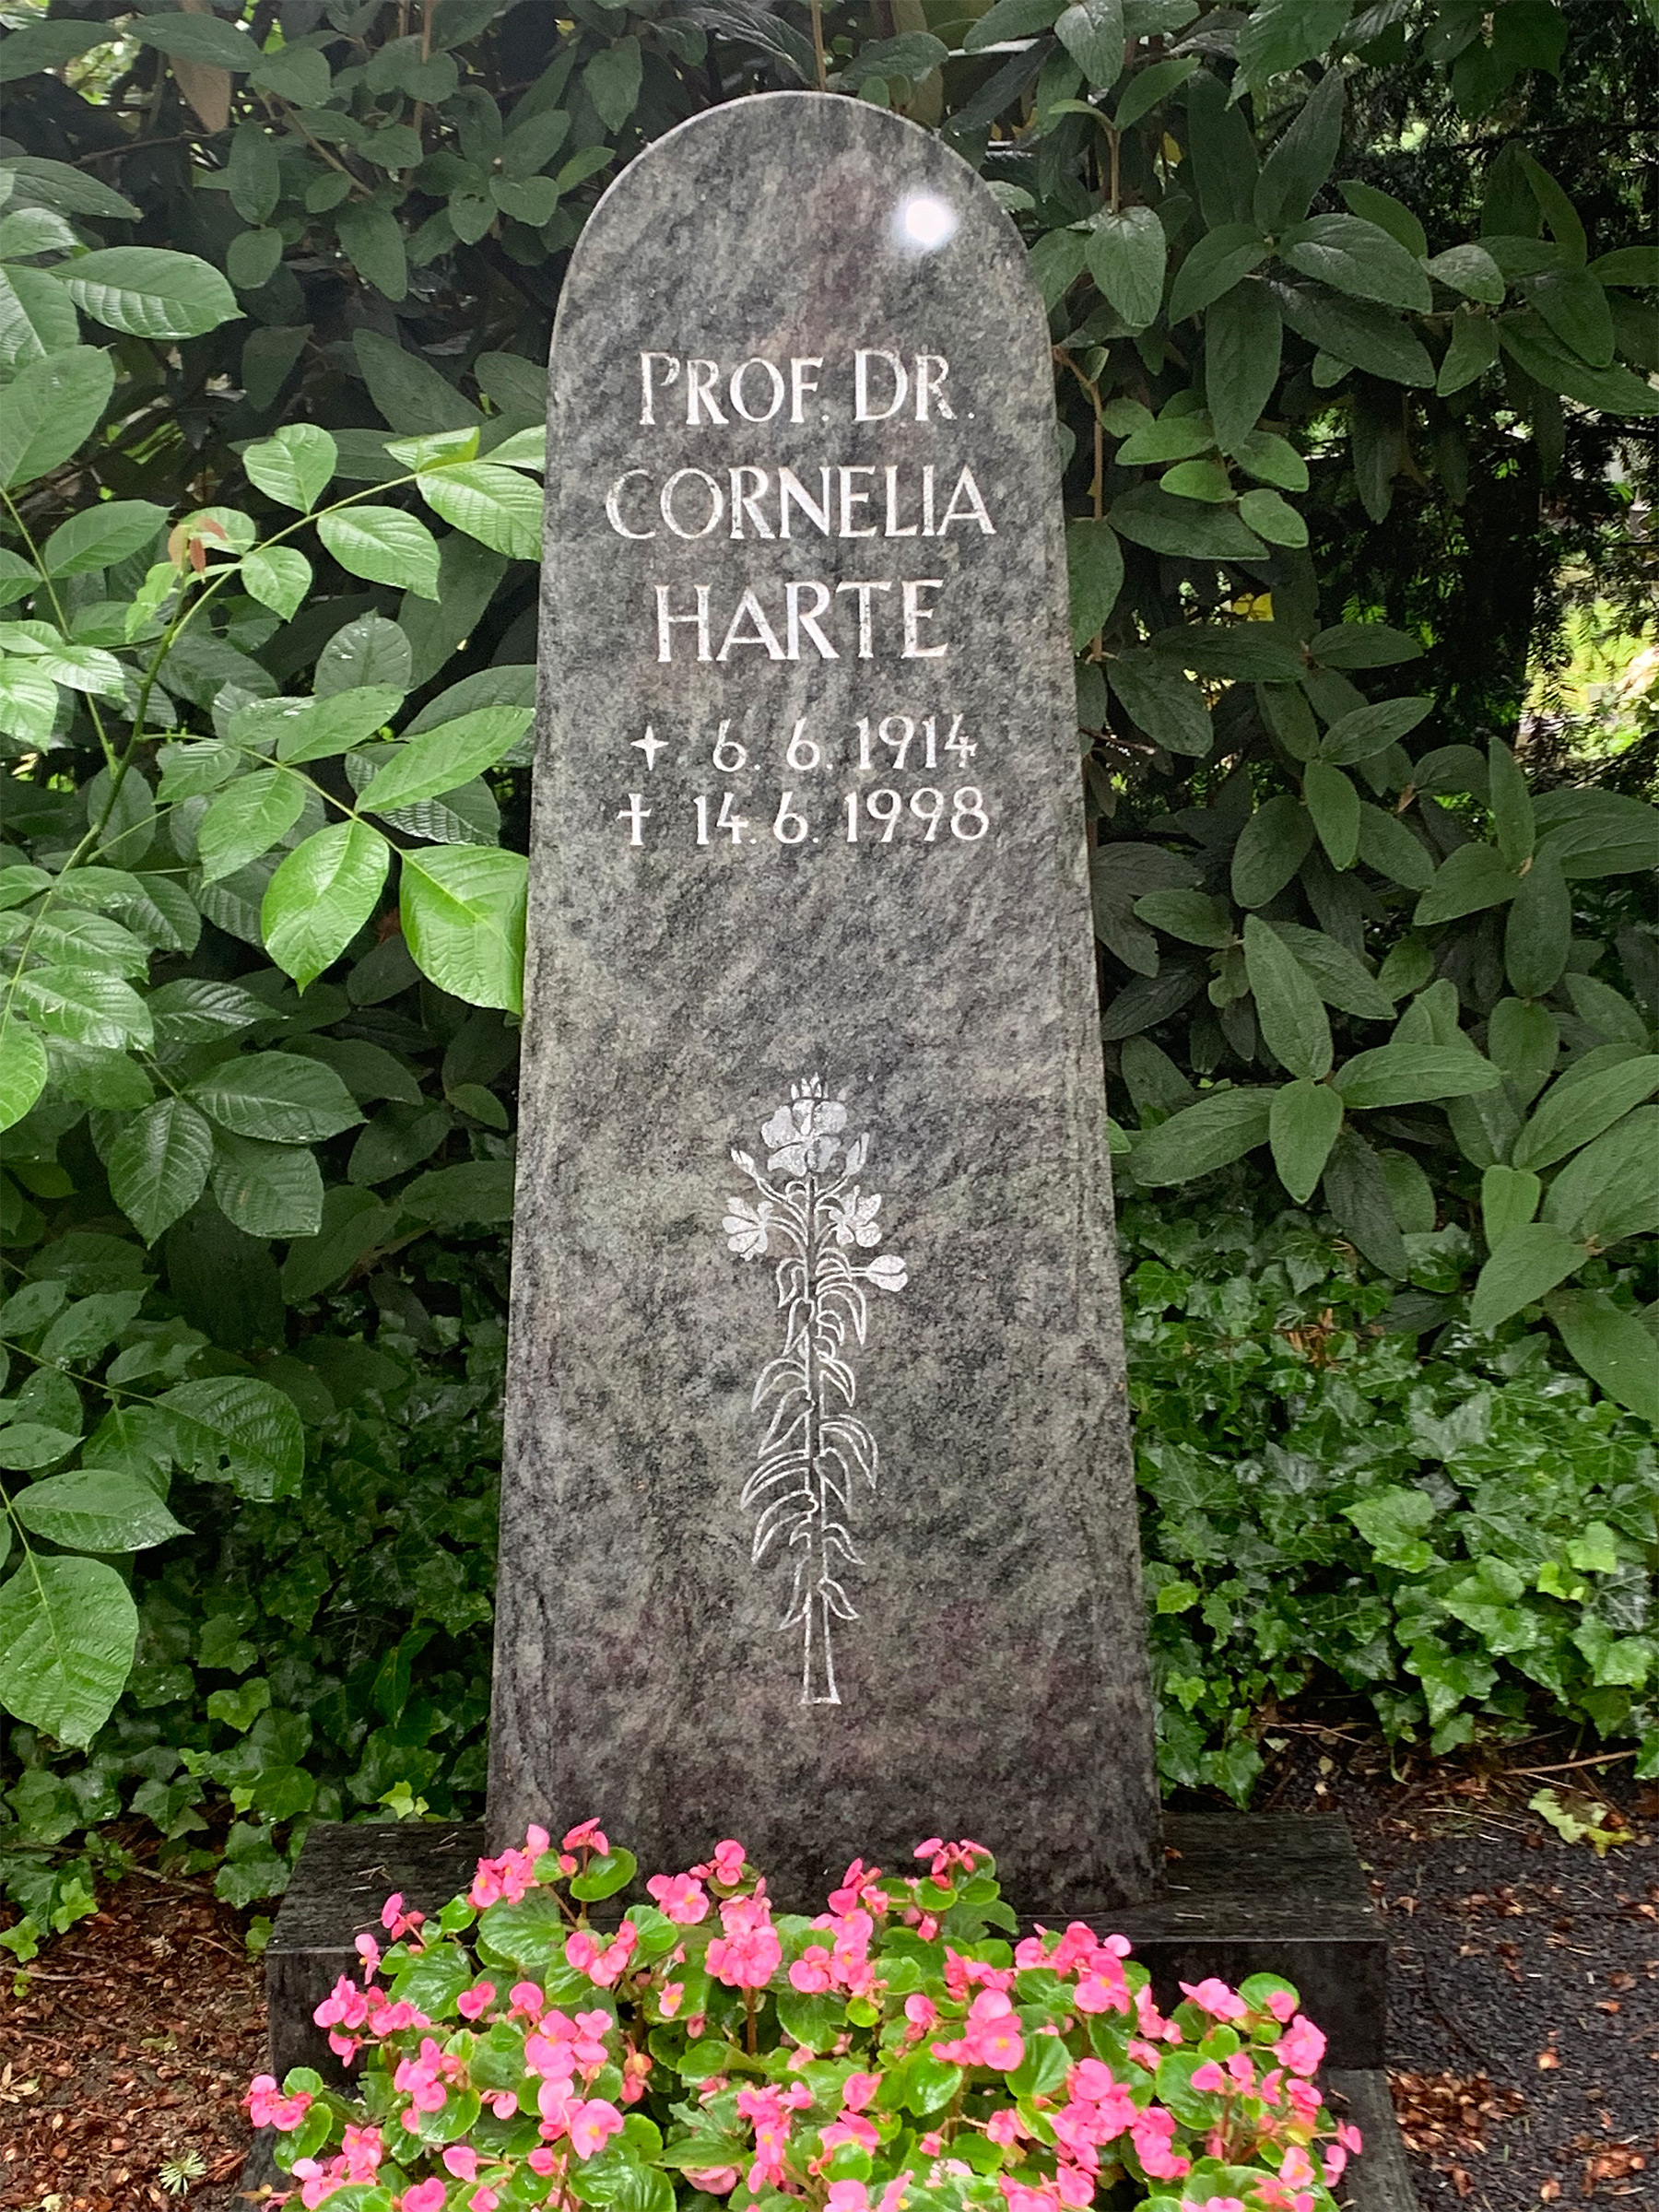 PROF. DR.
CORNELIA
HARTE
✦ 6. 6. 1914
† 14. 6. 1998